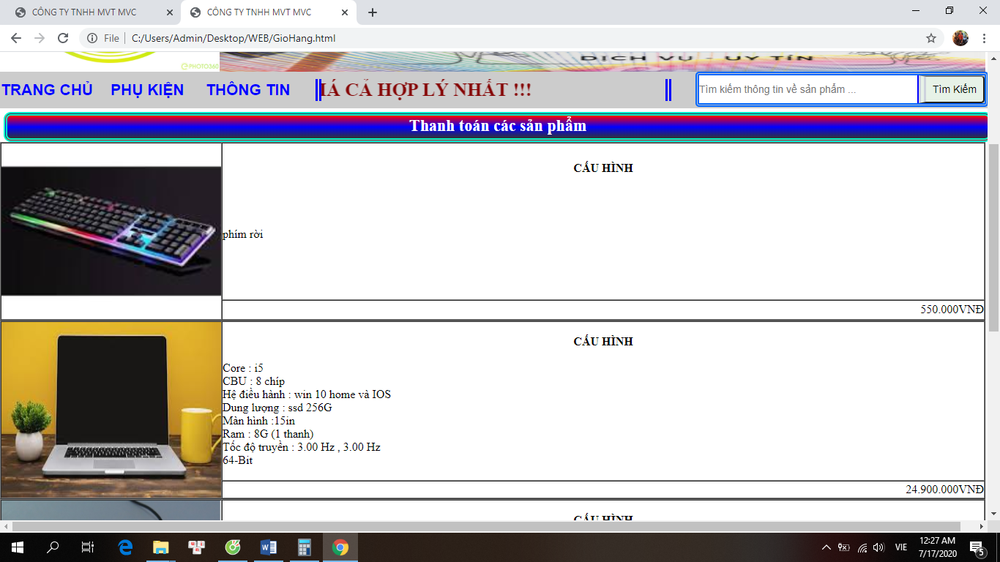 CÔNG TY TNHH MVT MVC
CÔNG TY TNHH MVT MVC
File
C:/Users/Admin/Desktop/WEB/GioHang.html
PHOTO360
DỊCH VỤ - UY TÍN
TRANG CHỦ PHỤ KIỆN THÔNG TIN IÁ CẢ HỢP LÝ NHẤT !!! Tìm kiếm thông tin về sản phẩm ... Tìm Kiếm
Thanh toán các sản phẩm
CẤU HÌNH
phím rời
550.000VNĐ
CẤU HÌNH
Core : i5
CBU : 8 chíp
Hệ điều hành : win 10 home và IOS
Dung lượng : ssd 256G
Màn hình :15in
Ram : 8G (1 thanh)
Tốc độ truyền : 3.00 Hz , 3.00 Hz
64-Bit
24.900.000VNĐ
CẤU HÌNH
VIE
12:27 AM
7/17/2020
5